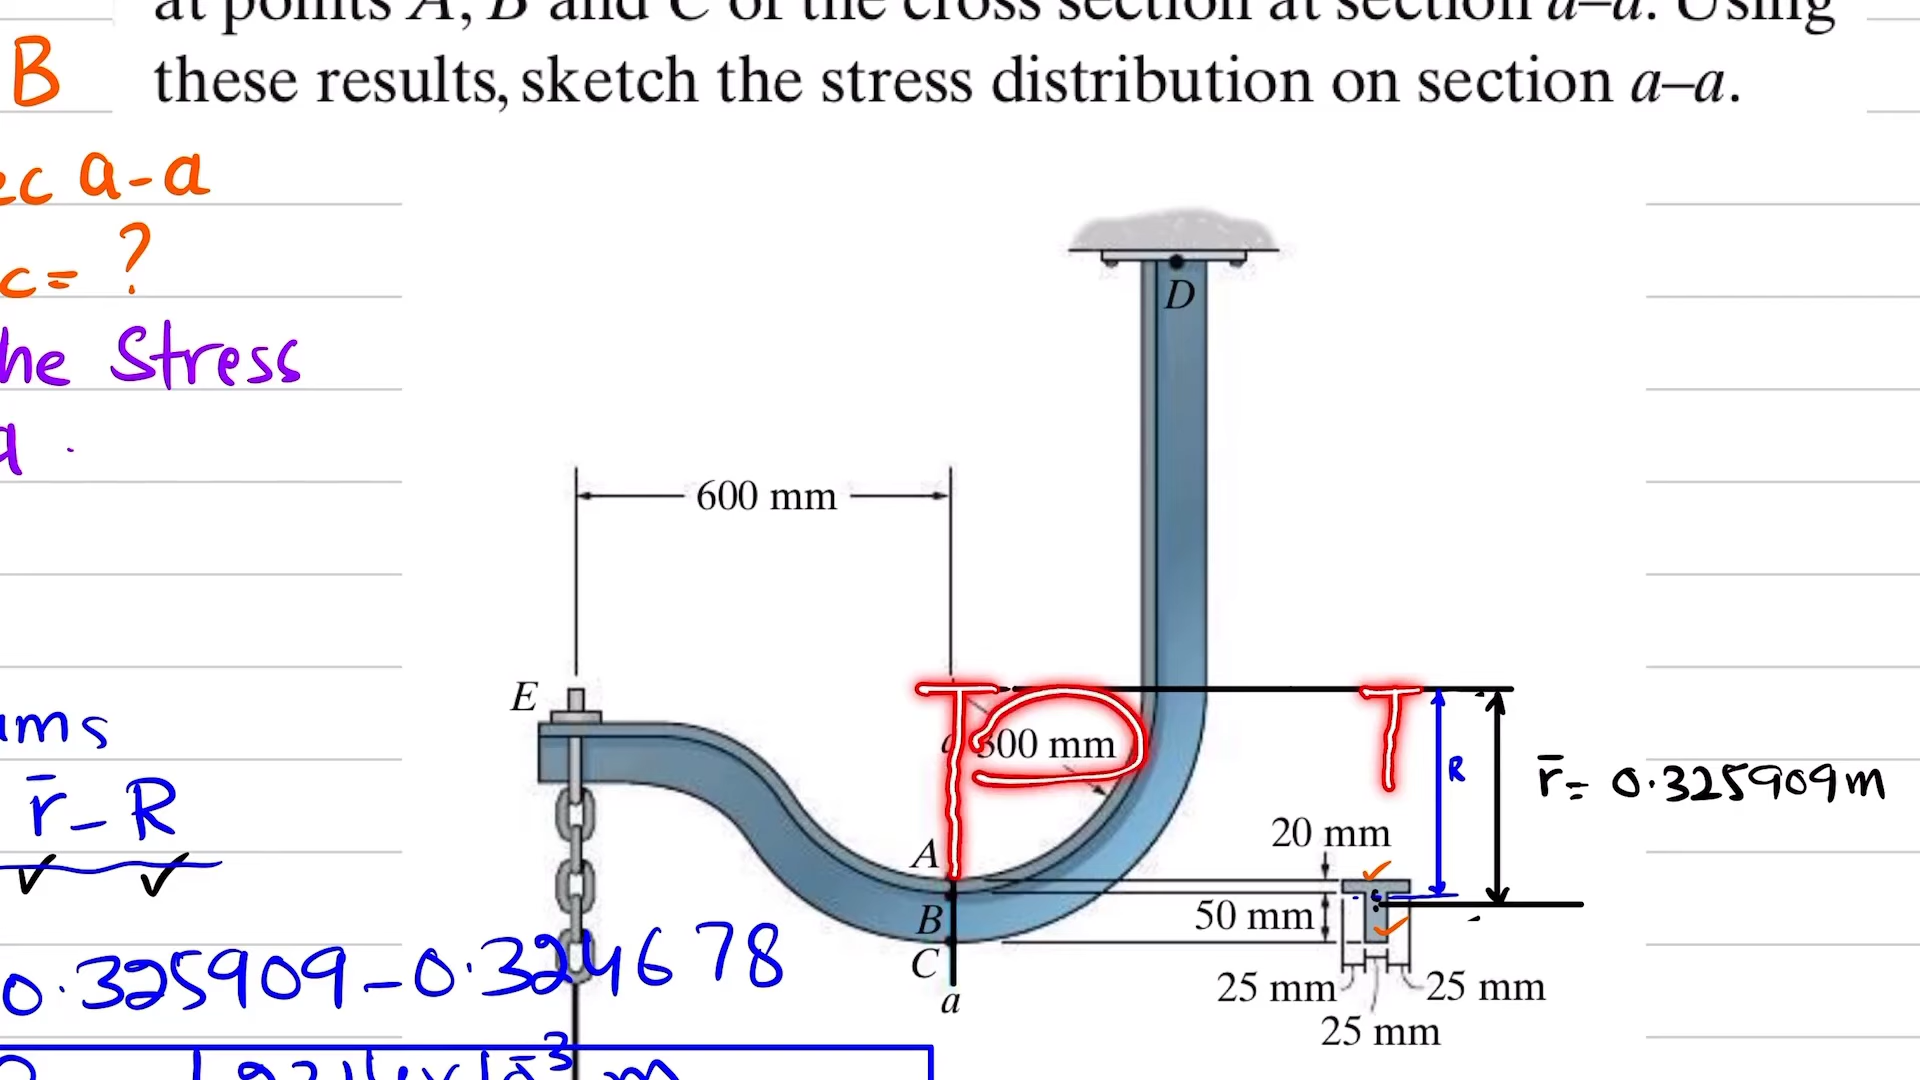 at points A, B and C of the cross section at section a–a. Using
these results, sketch the stress distribution on section a–a.
B
ec a-a
c= ?
he Stress
D
600 mm
E
300 mm
R
r̄= 0.325909m
A
20 mm
B
50 mm
C
25 mm
25 mm
25 mm
a
r̄ - R
0.325909-0.324678